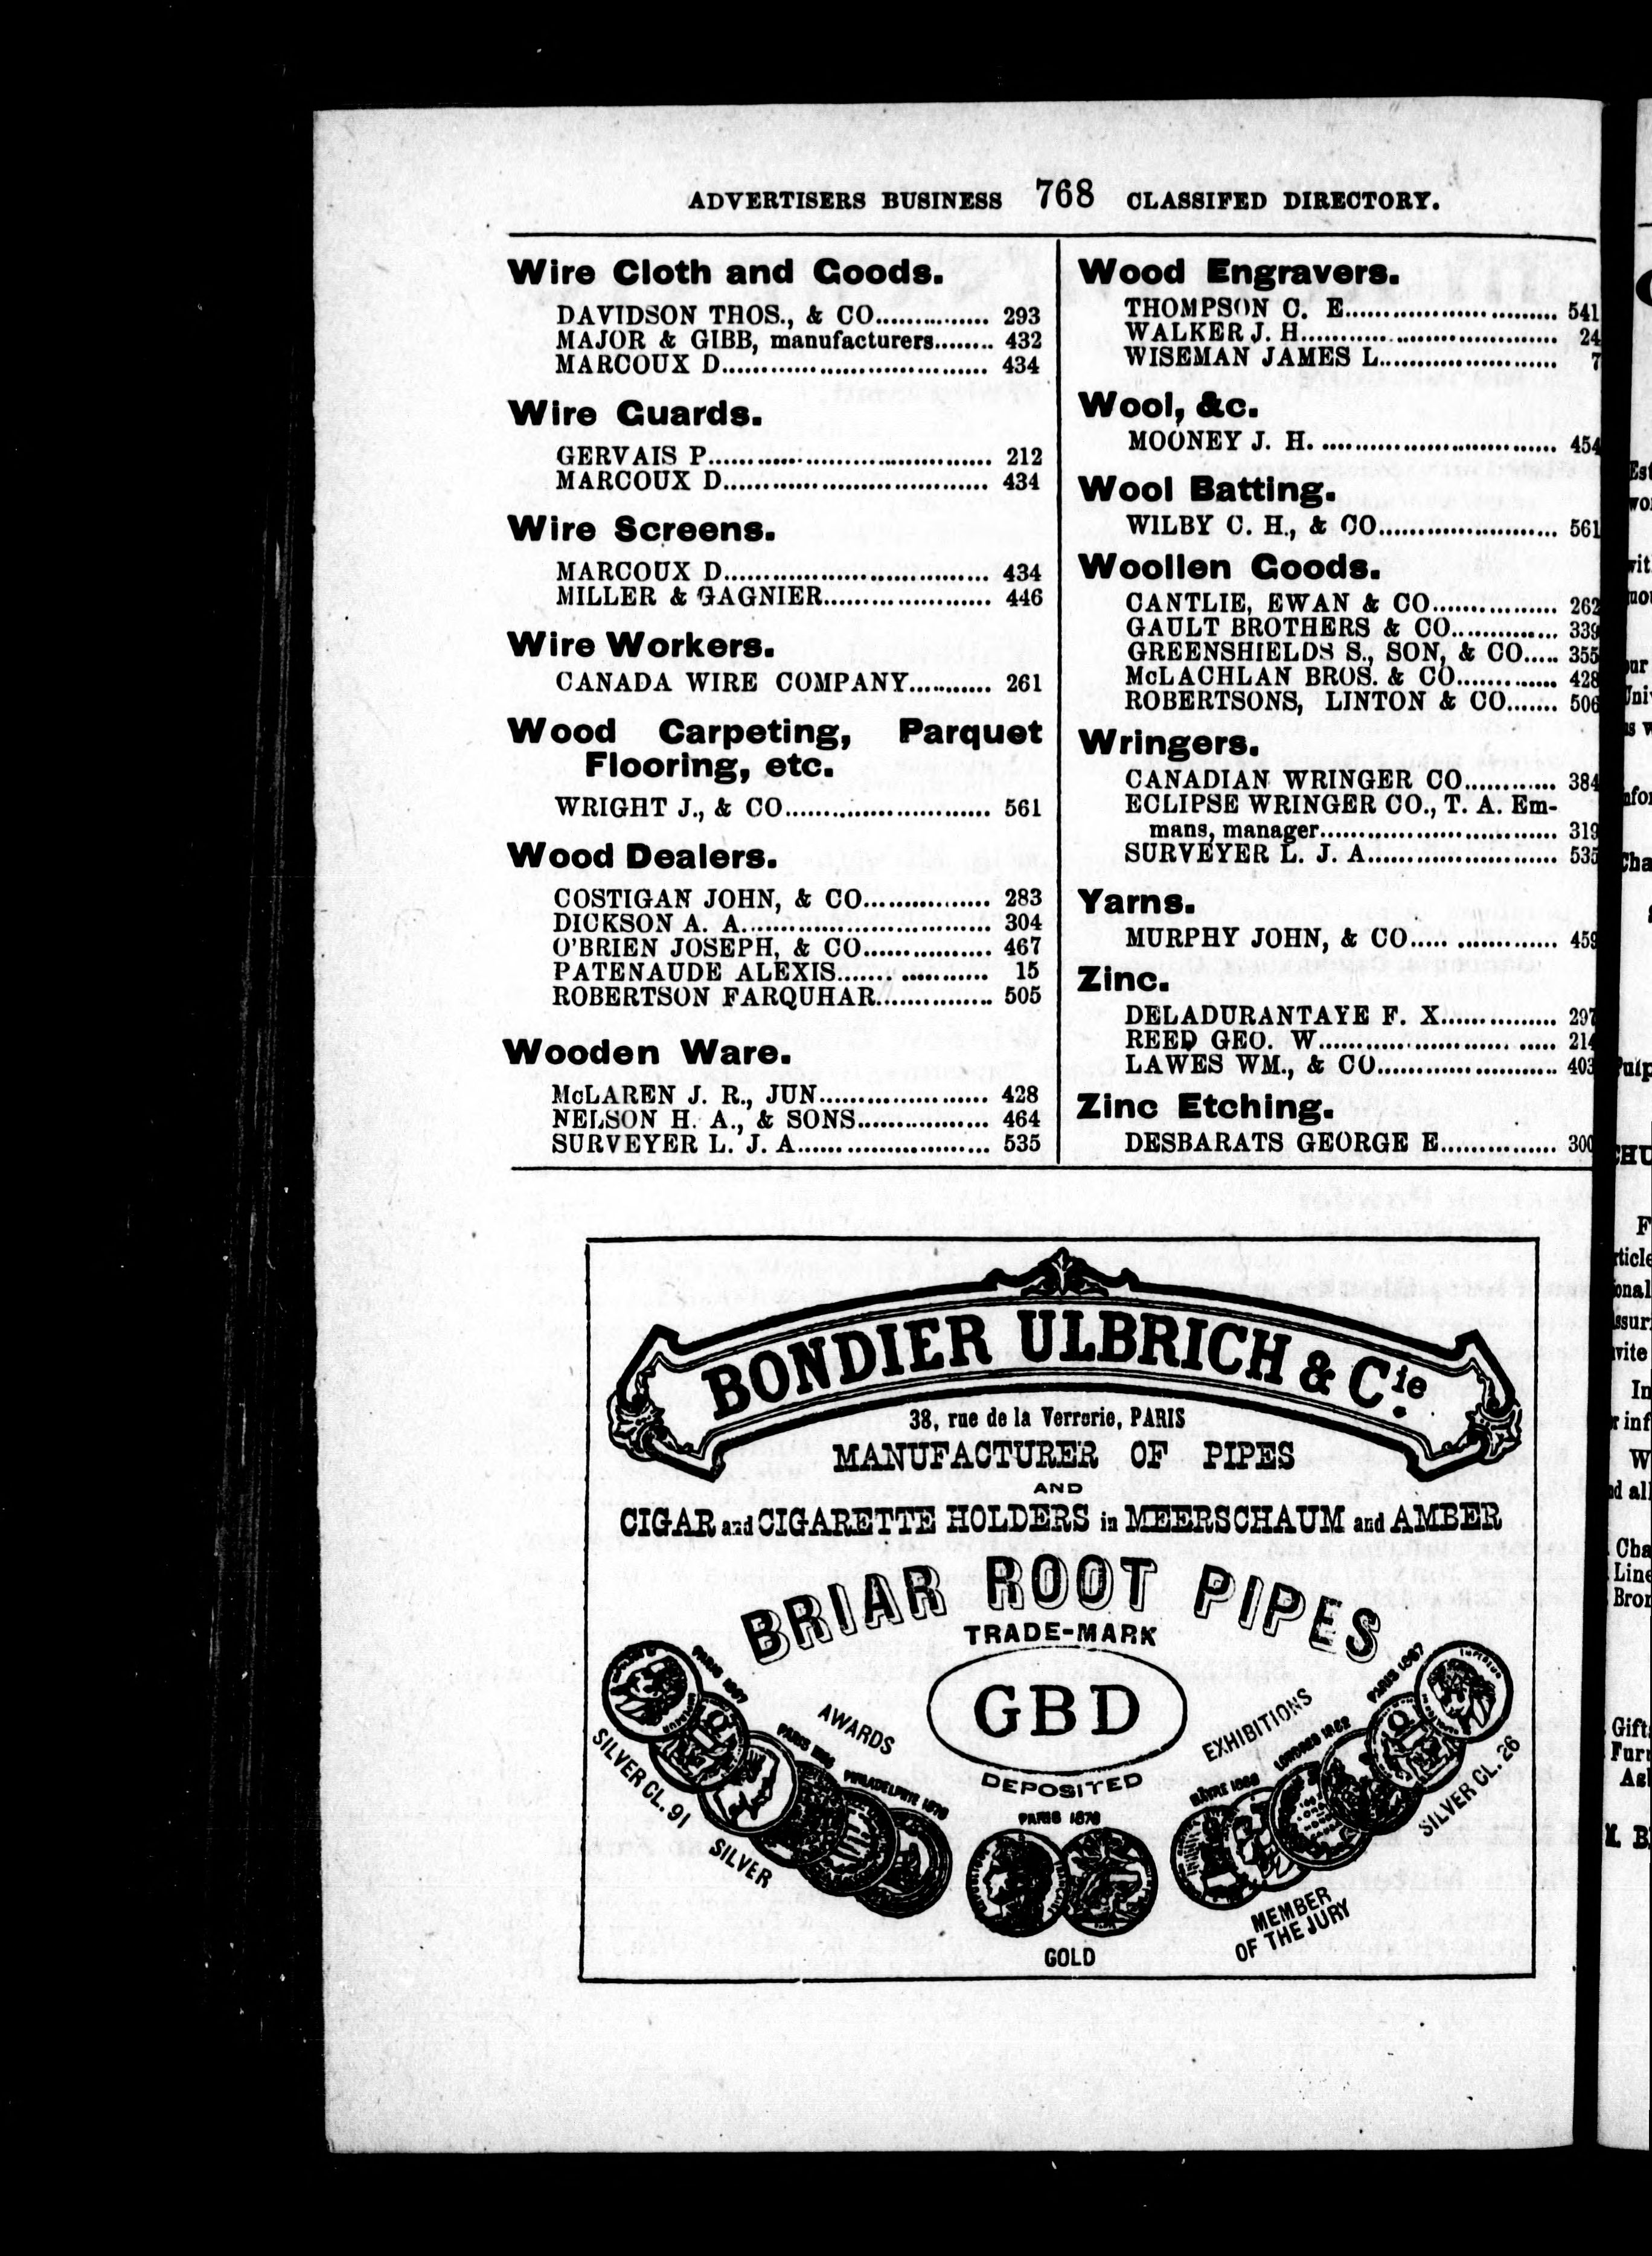 ADVERTISERS BUSINESS 768 CLASSIFED DIRECTORY.
Wire Cloth and Goods.
DAVIDSON THOS., & CO............... 293
MAJOR & GIBB, manufacturers........ 432
MARCOUX D.................................. 434
Wire Guards.
GERVAIS P.................................... 212
MARCOUX D.................................. 434
Wire Screens.
MARCOUX D.................................. 434
MILLER & GAGNIER...................... 446
Wire Workers.
CANADA WIRE COMPANY........... 261
Wood Carpeting, Parquet
Flooring, etc.
WRIGHT J., & CO.......................... 561
Wood Dealers.
COSTIGAN JOHN, & CO................. 283
DICKSON A. A................................ 304
O'BRIEN JOSEPH, & CO................. 467
PATENAUDE ALEXIS....... ........... 15
ROBERTSON FARQUHAR............... 505
Wooden Ware.
McLAREN J. R., JUN...................... 428
NELSON H. A., & SONS................. 464
SURVEYER L. J. A......................... 535
Wood Engravers.
THOMPSON C. E........................... 541
WALKER J. H................................. 24
WISEMAN JAMES L....................... 7
Wool, &c.
MOONEY J. H. .............................. 454
Wool Batting.
WILBY C. H., & CO....................... 561
Woollen Goods.
CANTLIE, EWAN & CO................ 262
GAULT BROTHERS & CO.............. 339
GREENSHIELDS S., SON, & CO..... 355
McLACHLAN BROS. & CO............. 428
ROBERTSONS, LINTON & CO....... 506
Wringers.
CANADIAN WRINGER CO............ 384
ECLIPSE WRINGER CO., T. A. Em-
mans, manager.............................. 319
SURVEYER L. J. A......................... 535
Yarns.
MURPHY JOHN, & CO..... ............. 459
Zinc.
DELADURANTAYE F. X............... 297
REED GEO. W......................... ..... 214
LAWES WM., & CO....................... 403
Zinc Etching.
DESBARATS GEORGE E............... 300
BONDIER ULBRICH & Cie.
38, rue de la Verrerie, PARIS
MANUFACTURER OF PIPES
AND
CIGAR and CIGARETTE HOLDERS in MEERSCHAUM and AMBER
BRIAR ROOT PIPES
TRADE-MARK
GBD
DEPOSITED
AWARDS
EXHIBITIONS
PARIS 1867
PHILADELPHIE 1876
SILVER CL. 91
SILVER
PARIS 1878
GOLD
HÂVRE 1868
LONDRES 1862
PARIS 1867
SILVER CL. 26
MEMBER
OF THE JURY